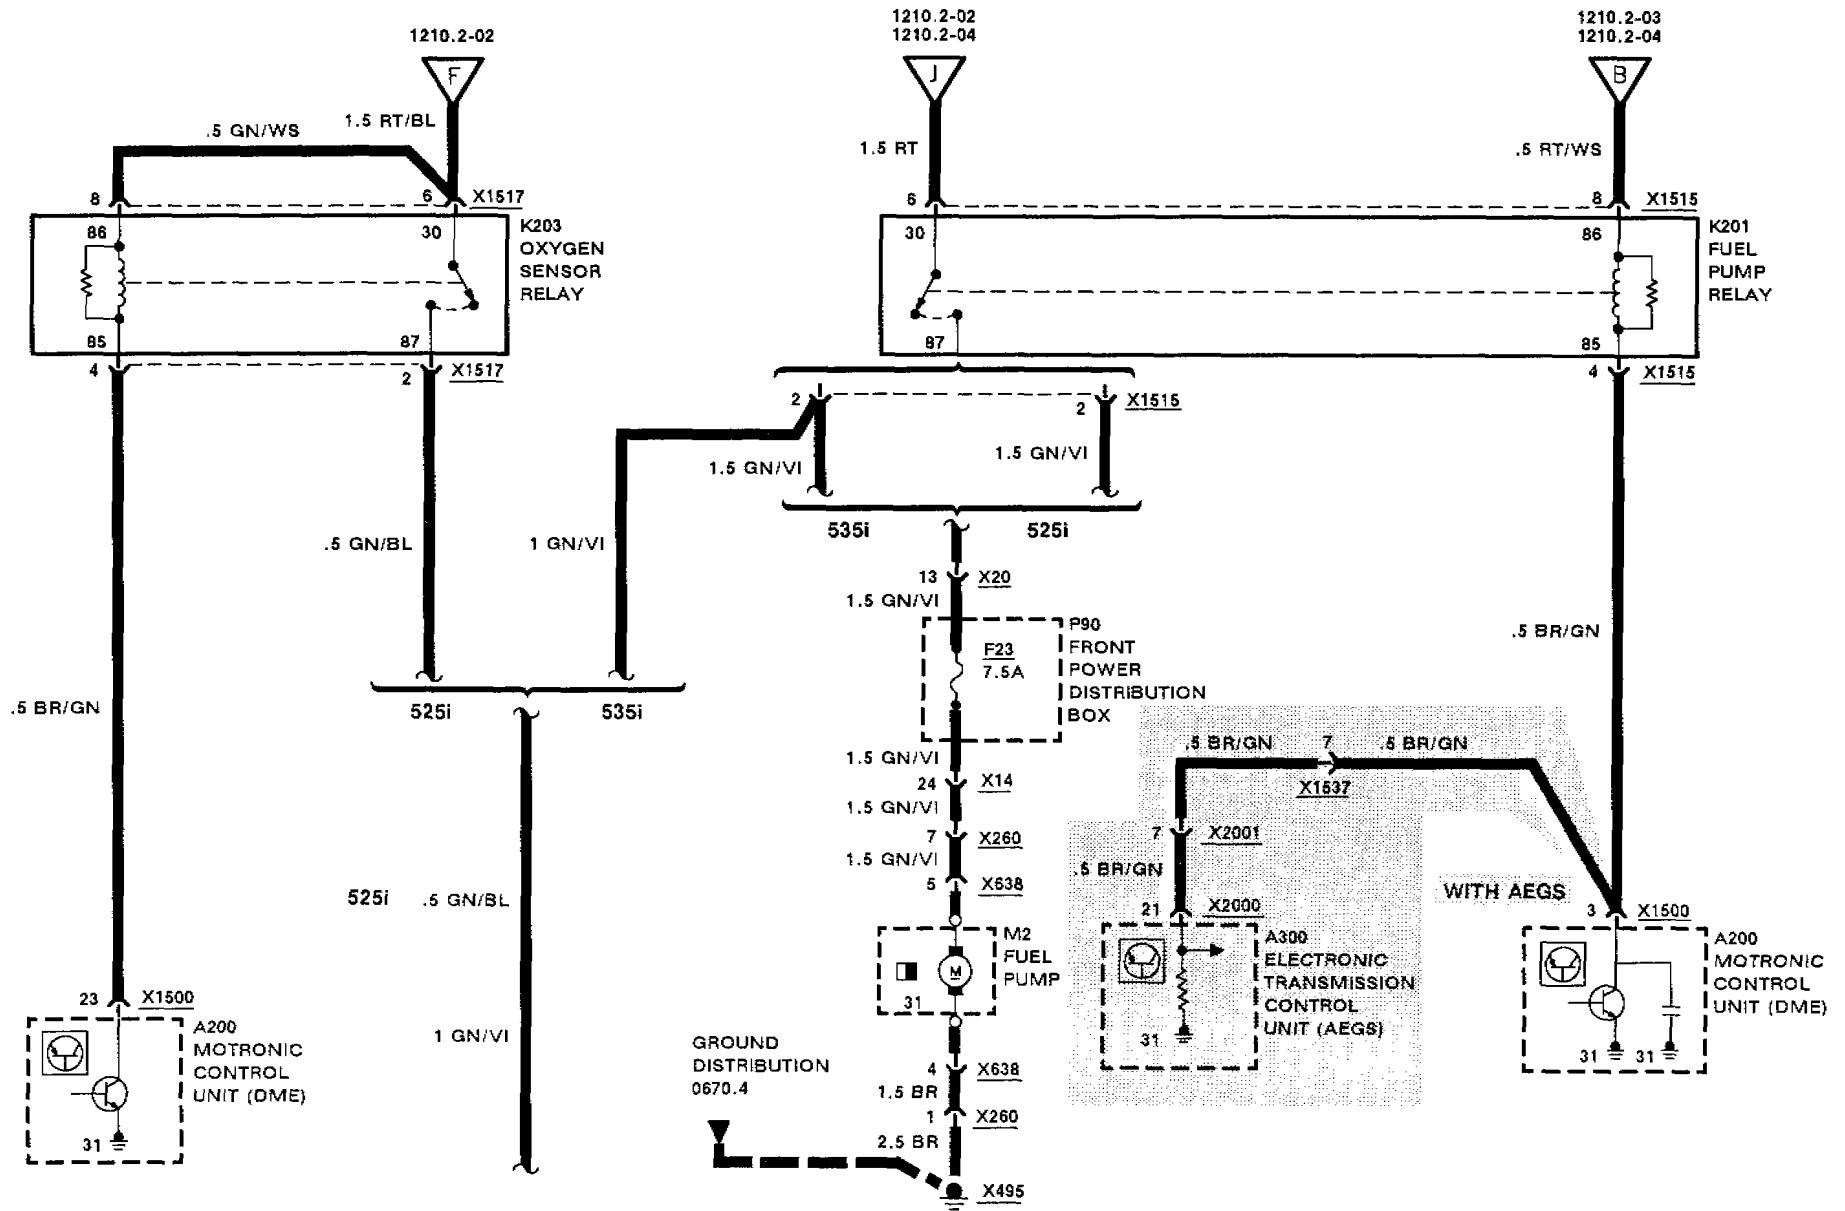 1210.2-02
F
1210.2-02
1210.2-04
J
1210.2-03
1210.2-04
B
.5 GN/WS
1.5 RT/BL
1.5 RT
.5 RT/WS
8
6
X1517
6
8
X1515
86
30
K203
OXYGEN
SENSOR
RELAY
30
86
K201
FUEL
PUMP
RELAY
85
87
87
85
4
2
X1517
4
X1515
2
2
X1515
1.5 GN/VI
1.5 GN/VI
535i
525i
.5 GN/BL
1 GN/VI
13
X20
1.5 GN/VI
P90
FRONT
POWER
DISTRIBUTION
BOX
F23
7.5A
.5 BR/GN
.5 BR/GN
525i
535i
1.5 GN/VI
24
X14
1.5 GN/VI
7
X260
1.5 GN/VI
5
X638
.5 BR/GN
7
.5 BR/GN
X1537
7
X2001
.5 BR/GN
21
X2000
WITH AEGS
3
X1500
525i
.5 GN/BL
M2
FUEL
PUMP
M
31
A300
ELECTRONIC
TRANSMISSION
CONTROL
UNIT (AEGS)
31
A200
MOTRONIC
CONTROL
UNIT (DME)
31
31
23
X1500
A200
MOTRONIC
CONTROL
UNIT (DME)
31
1 GN/VI
GROUND
DISTRIBUTION
0670.4
4
X638
1.5 BR
1
X260
2.5 BR
X495